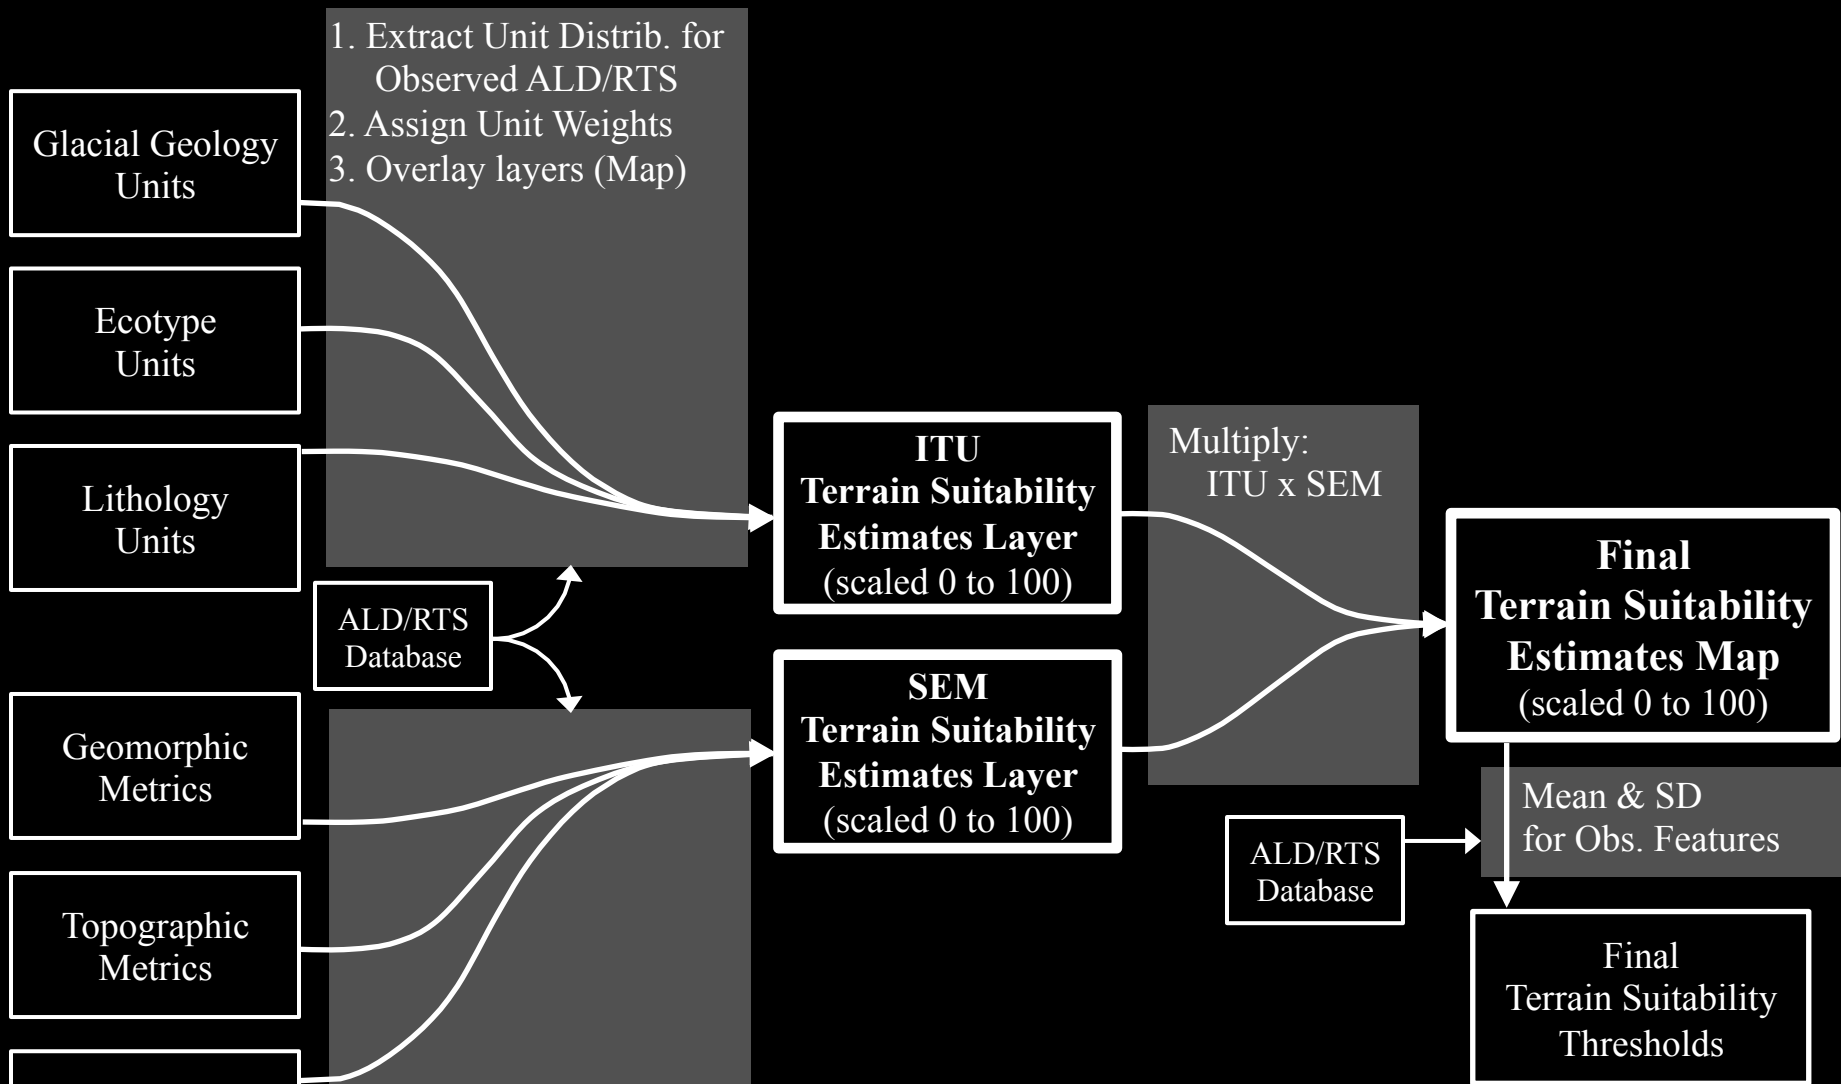 1. Extract Unit Distrib. for
Observed ALD/RTS
2. Assign Unit Weights
3. Overlay layers (Map)
Glacial Geology
Units
Ecotype
Units
Lithology
Units
ALD/RTS
Database
Geomorphic
Metrics
Topographic
Metrics
ITU
Terrain Suitability
Estimates Layer
(scaled 0 to 100)
SEM
Terrain Suitability
Estimates Layer
(scaled 0 to 100)
Multiply:
ITU x SEM
Final
Terrain Suitability
Estimates Map
(scaled 0 to 100)
Mean & SD
for Obs. Features
ALD/RTS
Database
Final
Terrain Suitability
Thresholds